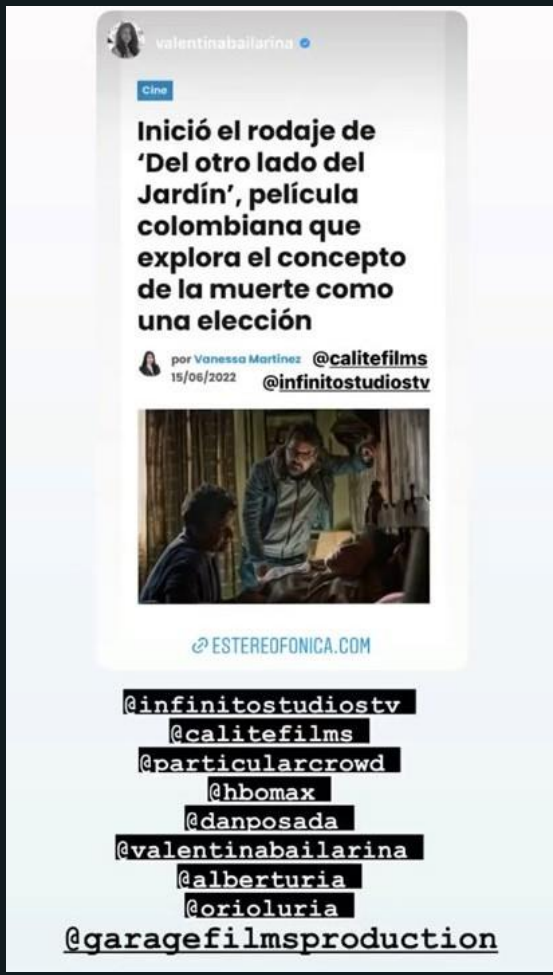 valentinabailarina
Cine
Inició el rodaje de
‘Del otro lado del
Jardín’, película
colombiana que
explora el concepto
de la muerte como
una elección
por Vanessa Martínez @calitefilms
15/06/2022 @infinitostudiostv
ESTEREOFONICA.COM
@infinitostudiostv
@calitefilms
@particularcrowd
@hbomax
@danposada
@valentinabailarina
@alberturia
@orioluria
@garagefilmsproduction